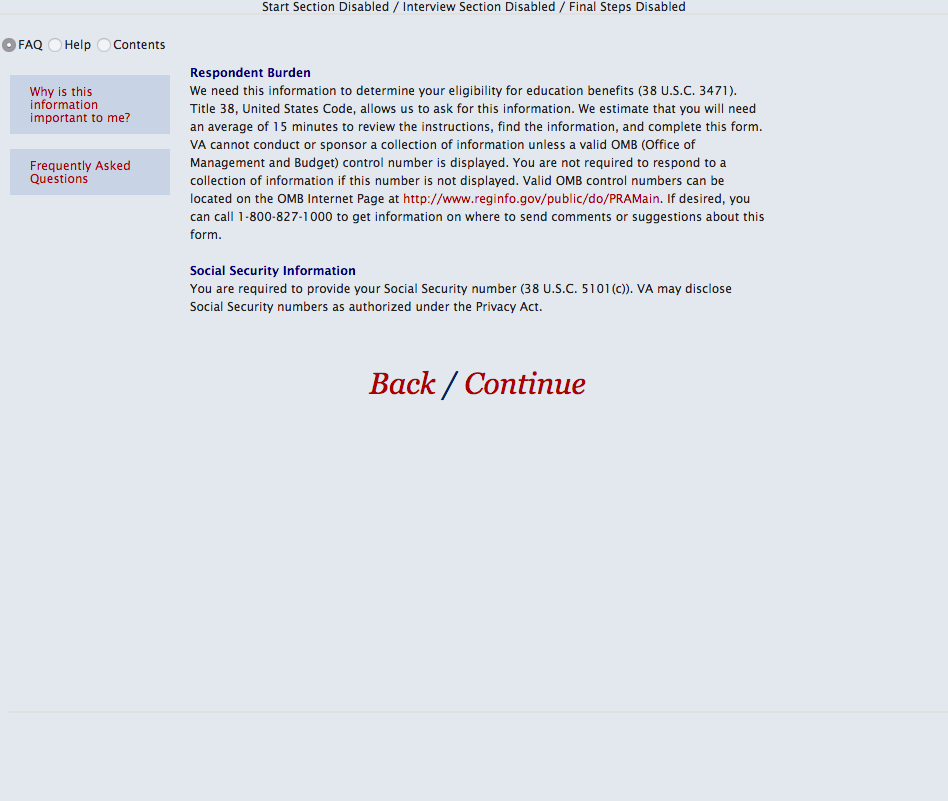 Start Section Disabled / Interview Section Disabled / Final Steps Disabled
FAQ Help Contents
Why is this
information
important to me?
Frequently Asked
Questions
Respondent Burden
We need this information to determine your eligibility for education benefits (38 U.S.C. 3471).
Title 38, United States Code, allows us to ask for this information. We estimate that you will need
an average of 15 minutes to review the instructions, find the information, and complete this form.
VA cannot conduct or sponsor a collection of information unless a valid OMB (Office of
Management and Budget) control number is displayed. You are not required to respond to a
collection of information if this number is not displayed. Valid OMB control numbers can be
located on the OMB Internet Page at http://www.reginfo.gov/public/do/PRAMain. If desired, you
can call 1-800-827-1000 to get information on where to send comments or suggestions about this
form.
Social Security Information
You are required to provide your Social Security number (38 U.S.C. 5101(c)). VA may disclose
Social Security numbers as authorized under the Privacy Act.
Back / Continue